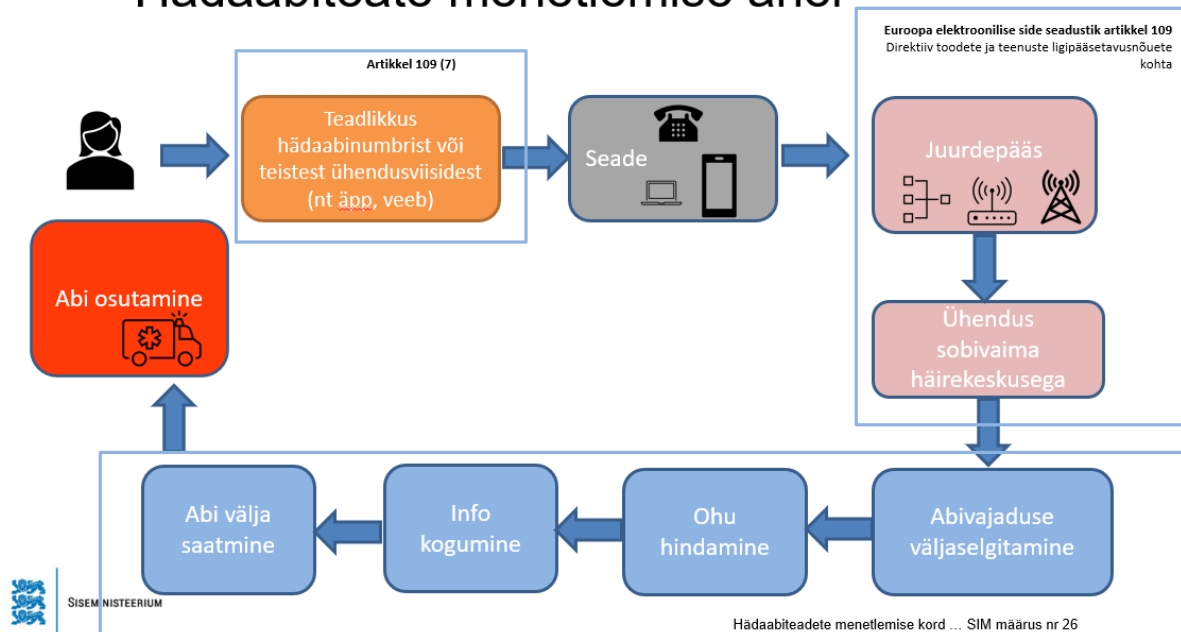 Hädaabiteate menetlemise ahel
Euroopa elektroonilise side seadustik artikkel 109
Direktiiv toodete ja teenuste ligipääsetavusnõuete
kohta
Artikkel 109 (7)
Teadlikkus
hädaabinumbrist või
teistest ühendusviisidest
(nt äpp, veeb)
Seade
Juurdepääs
Abi osutamine
Ühendus
sobivaima
häirekeskusega
Abi välja
saatmine
Info
kogumine
Ohu
hindamine
Abivajaduse
väljaselgitamine
SISEMINISTEERIUM
Hädaabiteadete menetlemise kord ... SIM määrus nr 26